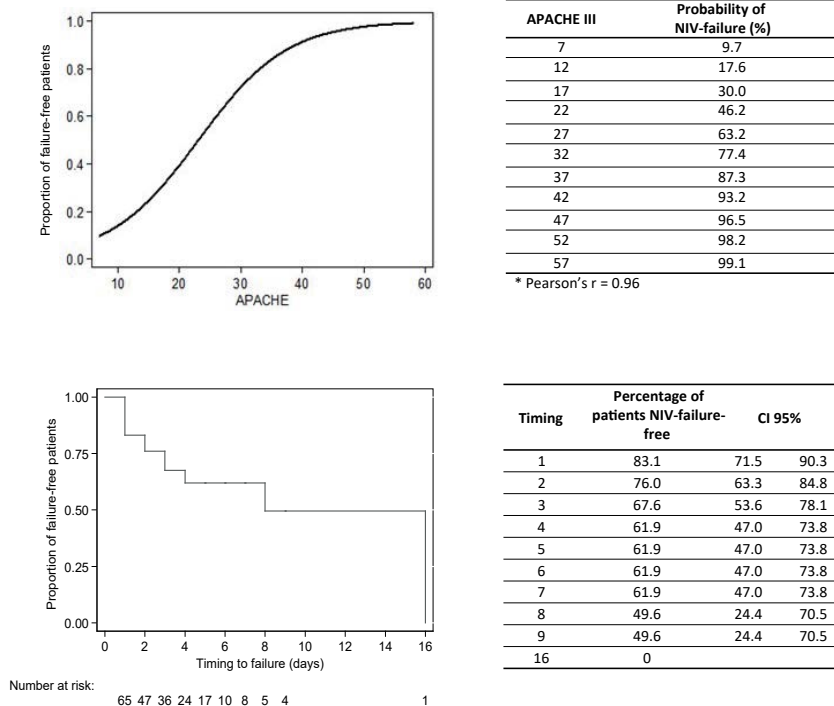 Proportion of failure-free patients
1.0
0.8
0.6
0.4
0.2
0.0
10 20 30 40 50 60
APACHE
APACHE III Probability of NIV-failure (%)
7 9.7
12 17.6
17 30.0
22 46.2
27 63.2
32 77.4
37 87.3
42 93.2
47 96.5
52 98.2
57 99.1
* Pearson’s r = 0.96
Proportion of failure-free patients
1.00
0.75
0.50
0.25
0.00
0 2 4 6 8 10 12 14 16
Timing to failure (days)
Number at risk:
65 47 36 24 17 10 8 5 4 1
Timing Percentage of patients NIV-failure-free CI 95%
1 83.1 71.5 90.3
2 76.0 63.3 84.8
3 67.6 53.6 78.1
4 61.9 47.0 73.8
5 61.9 47.0 73.8
6 61.9 47.0 73.8
7 61.9 47.0 73.8
8 49.6 24.4 70.5
9 49.6 24.4 70.5
16 0